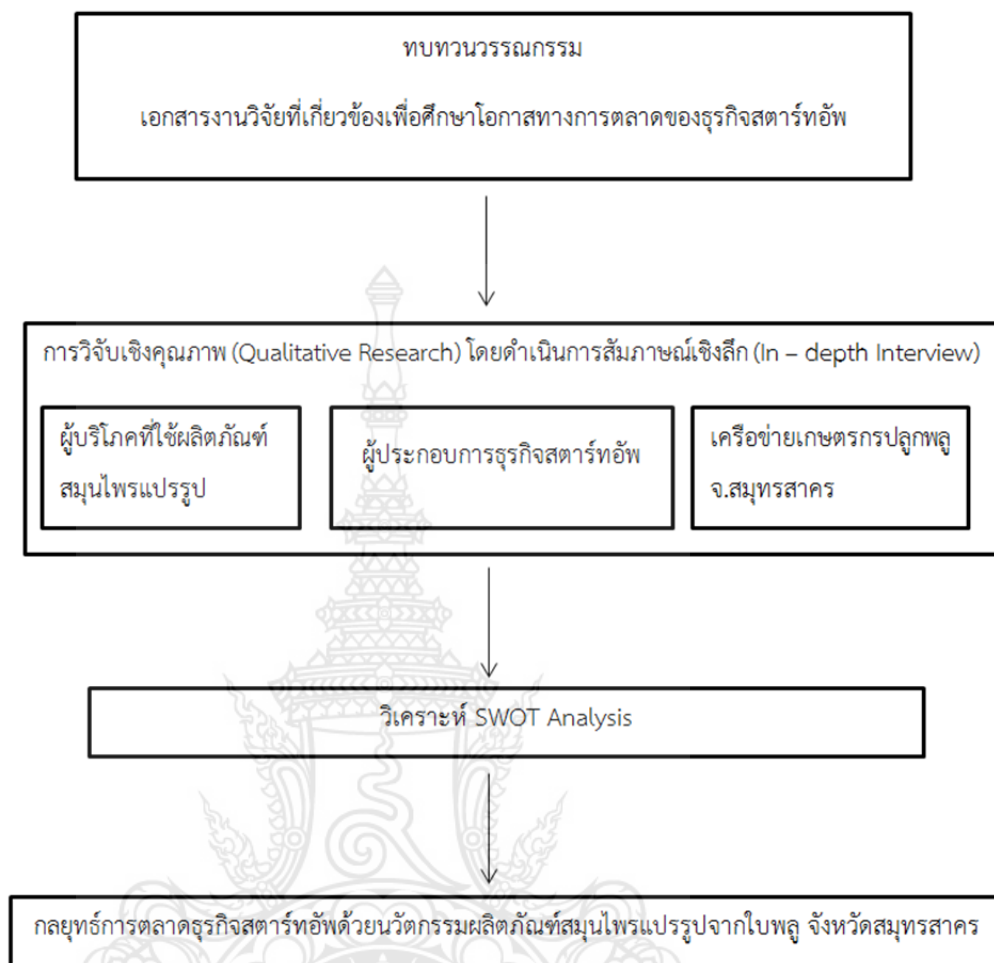 ทบทวนวรรณกรรม
เอกสารงานวิจัยที่เกี่ยวข้องเพื่อศึกษาโอกาสทางการตลาดของธุรกิจสตาร์ทอัพ
การวิจับเชิงคุณภาพ (Qualitative Research) โดยดำเนินการสัมภาษณ์เชิงลึก (In – depth Interview)
ผู้บริโภคที่ใช้ผลิตภัณฑ์
สมุนไพรแปรรูป
ผู้ประกอบการธุรกิจสตาร์ทอัพ
เครือข่ายเกษตรกรปลูกพลู
จ.สมุทรสาคร
วิเคราะห์ SWOT Analysis
กลยุทธ์การตลาดธุรกิจสตาร์ทอัพด้วยนวัตกรรมผลิตภัณฑ์สมุนไพรแปรรูปจากใบพลู จังหวัดสมุทรสาคร